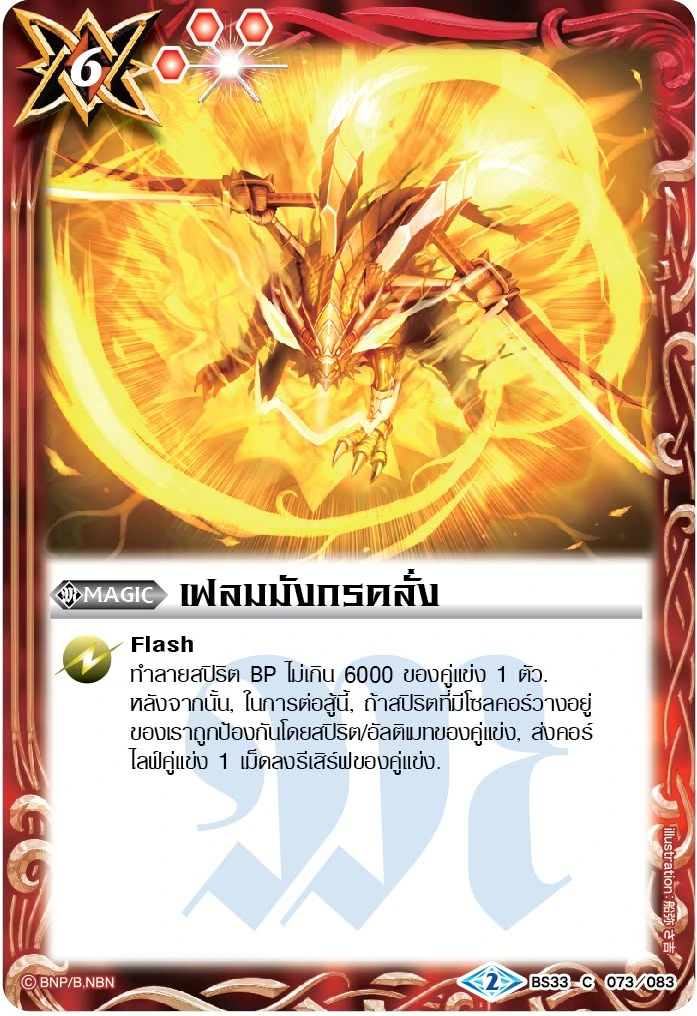 6
MAGIC เฟลมมังกรคลั่ง
Flash
ทำลายสปิริต BP ไม่เกิน 6000 ของคู่แข่ง 1 ตัว.
หลังจากนั้น, ในการต่อสู้นี้, ถ้าสปิริตที่มีโซลคอร์วางอยู่
ของเราถูกป้องกันโดยสปิริต/อัลติเมทของคู่แข่ง, ส่งคอร์
ไลฟ์คู่แข่ง 1 เม็ดลงรีเสิร์ฟของคู่แข่ง.
illustration:船弥さ吉
©BNP/B,NBN
2 BS33 C 073/083